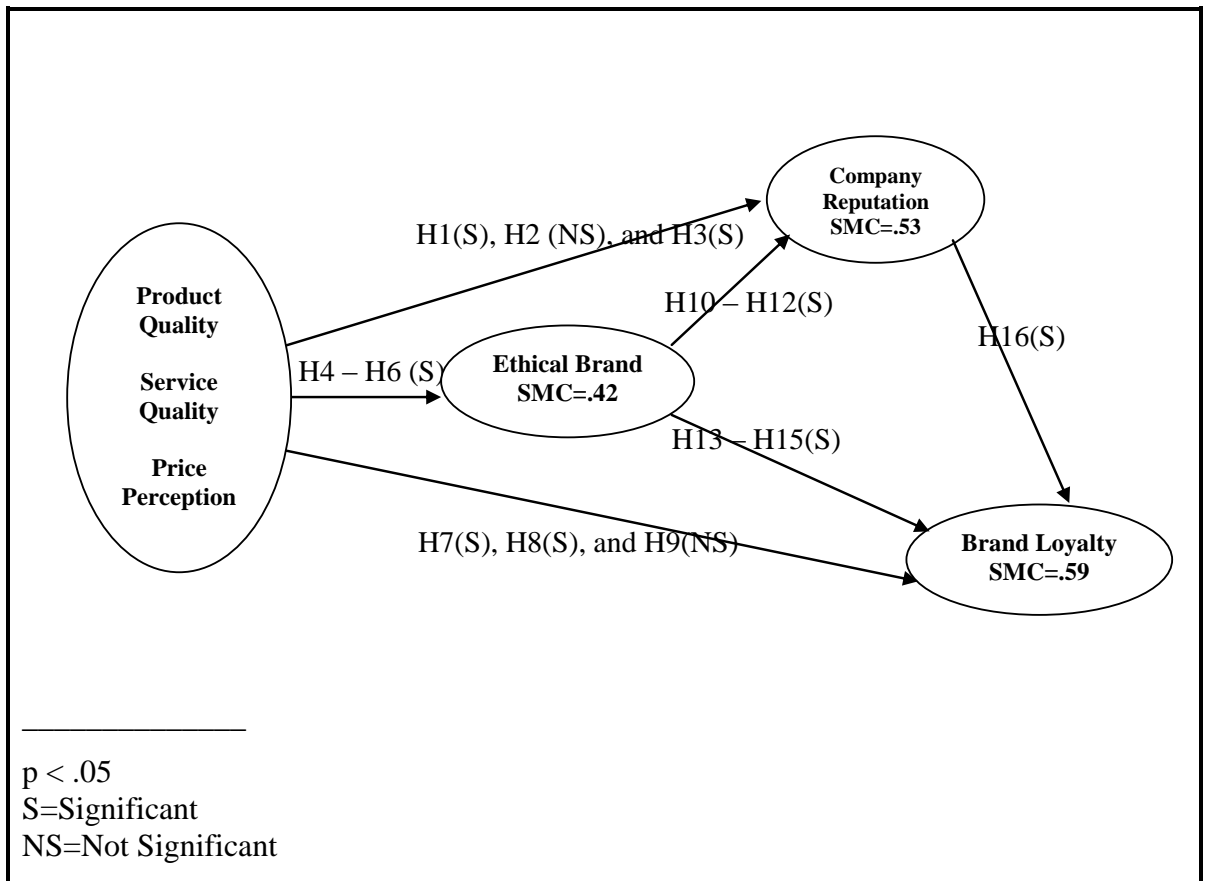 Company
Reputation
SMC=.53
H1(S), H2 (NS), and H3(S)
Product
Quality
Service
Quality
Price
Perception
H10 – H12(S)
H16(S)
H4 – H6 (S)
Ethical Brand
SMC=.42
H13 – H15(S)
H7(S), H8(S), and H9(NS)
Brand Loyalty
SMC=.59
p < .05
S=Significant
NS=Not Significant